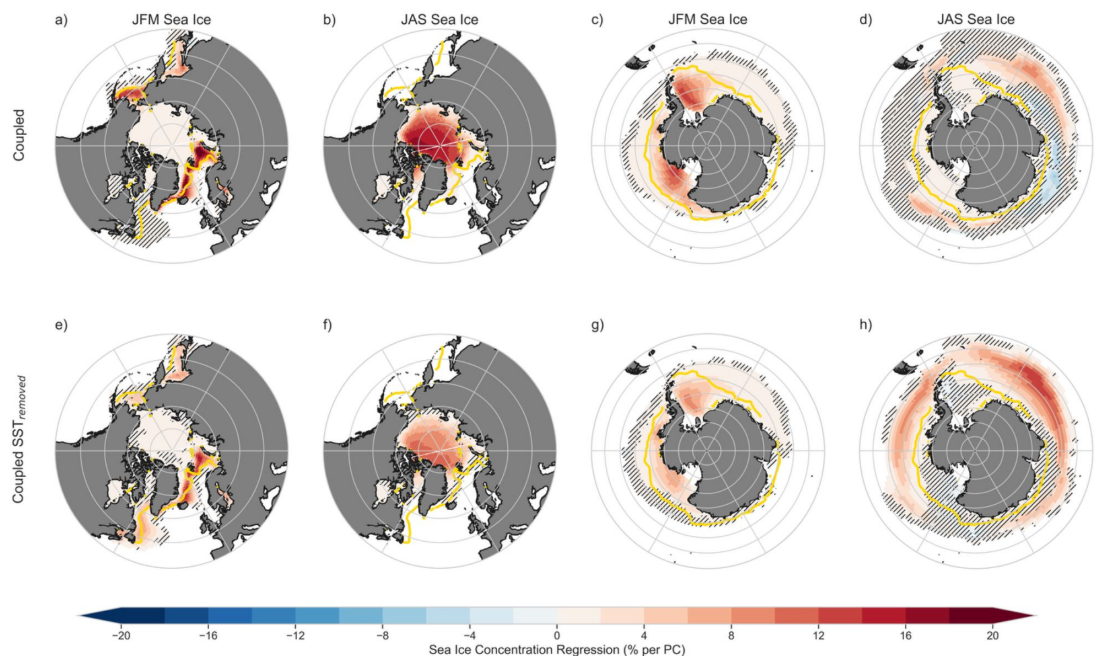 a) JFM Sea Ice b) JAS Sea Ice c) JFM Sea Ice d) JAS Sea Ice
Coupled
e) f) g) h)
Coupled SSTremoved
−20 −16 −12 −8 −4 0 4 8 12 16 20
Sea Ice Concentration Regression (% per PC)